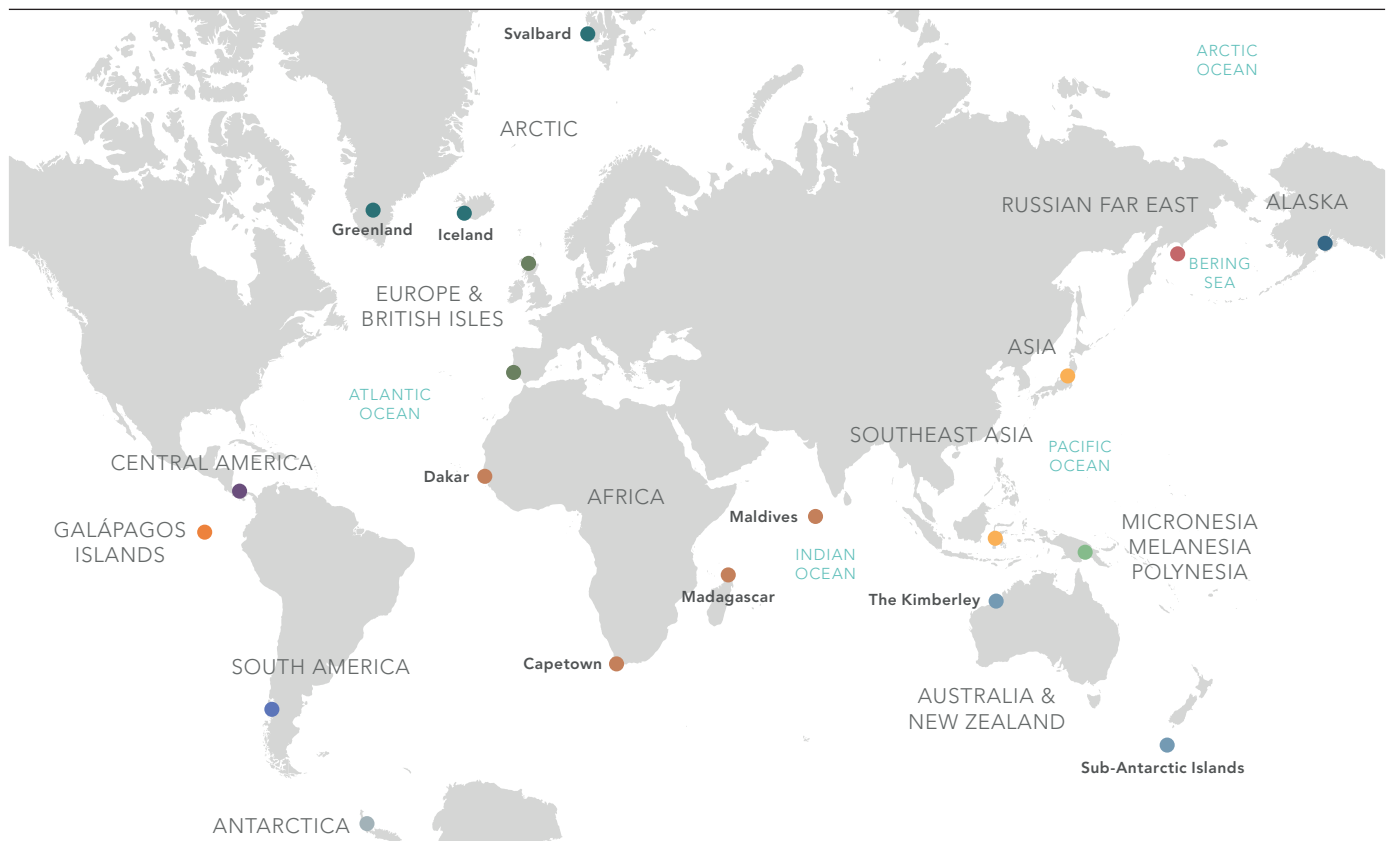 Svalbard
ARCTIC
OCEAN
ARCTIC
RUSSIAN FAR EAST
ALASKA
Greenland
Iceland
BERING
SEA
EUROPE &
BRITISH ISLES
ASIA
ATLANTIC
OCEAN
SOUTHEAST ASIA
PACIFIC
OCEAN
CENTRAL AMERICA
Dakar
AFRICA
Maldives
GALÁPAGOS
ISLANDS
MICRONESIA
MELANESIA
POLYNESIA
INDIAN
OCEAN
Madagascar
The Kimberley
SOUTH AMERICA
Capetown
AUSTRALIA &
NEW ZEALAND
Sub-Antarctic Islands
ANTARCTICA